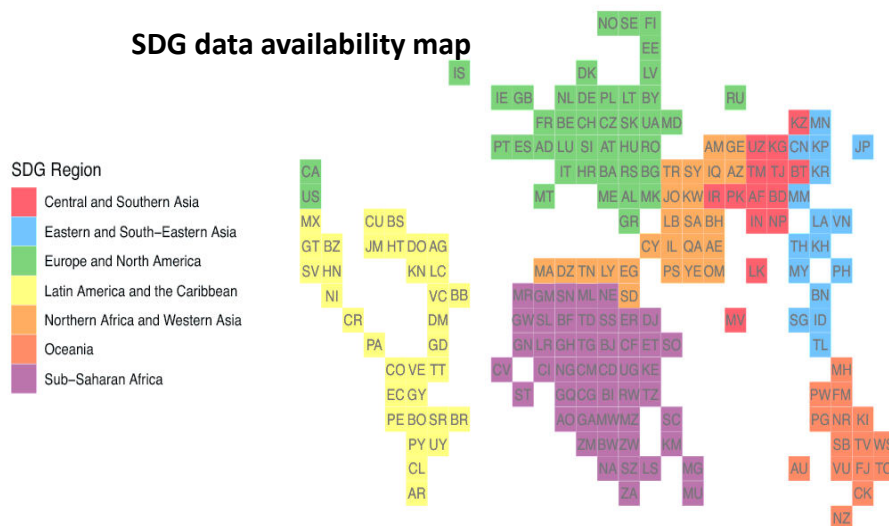 SDG data availability map
SDG Region
Central and Southern Asia
Eastern and South−Eastern Asia
Europe and North America
Latin America and the Caribbean
Northern Africa and Western Asia
Oceania
Sub−Saharan Africa
NO SE FI
EE
IS DK LV
IE GB NL DE PL LT BY RU
FR BE CH CZ SK UA MD KZ MN
PT ES AD LU SI AT HU RO AM GE UZ KG CN KP JP
CA IT HR BA RS BG TR SY IQ AZ TM TJ BT KR
US MT ME AL MK JO KW IR PK AF BD MM
MX CU BS GR LB SA BH IN NP LA VN
GT BZ JM HT DO AG CY IL QA AE TH KH
SV HN KN LC MA DZ TN LY EG PS YE OM LK MY PH
NI VC BB MR GM SN ML NE SD BN
CR DM GW SL BF TD SS ER DJ MV SG ID
PA GD GN LR GH TG BJ CF ET SO TL
CO VE TT CV CI NG CM CD UG KE MH
EC GY ST GQ CG BI RW TZ PW FM
PE BO SR BR AO GA MW MZ SC PG NR KI
PY UY ZM BW ZW KM SB TV WS
CL NA SZ LS MG AU VU FJ
AR ZA MU CK
NZ